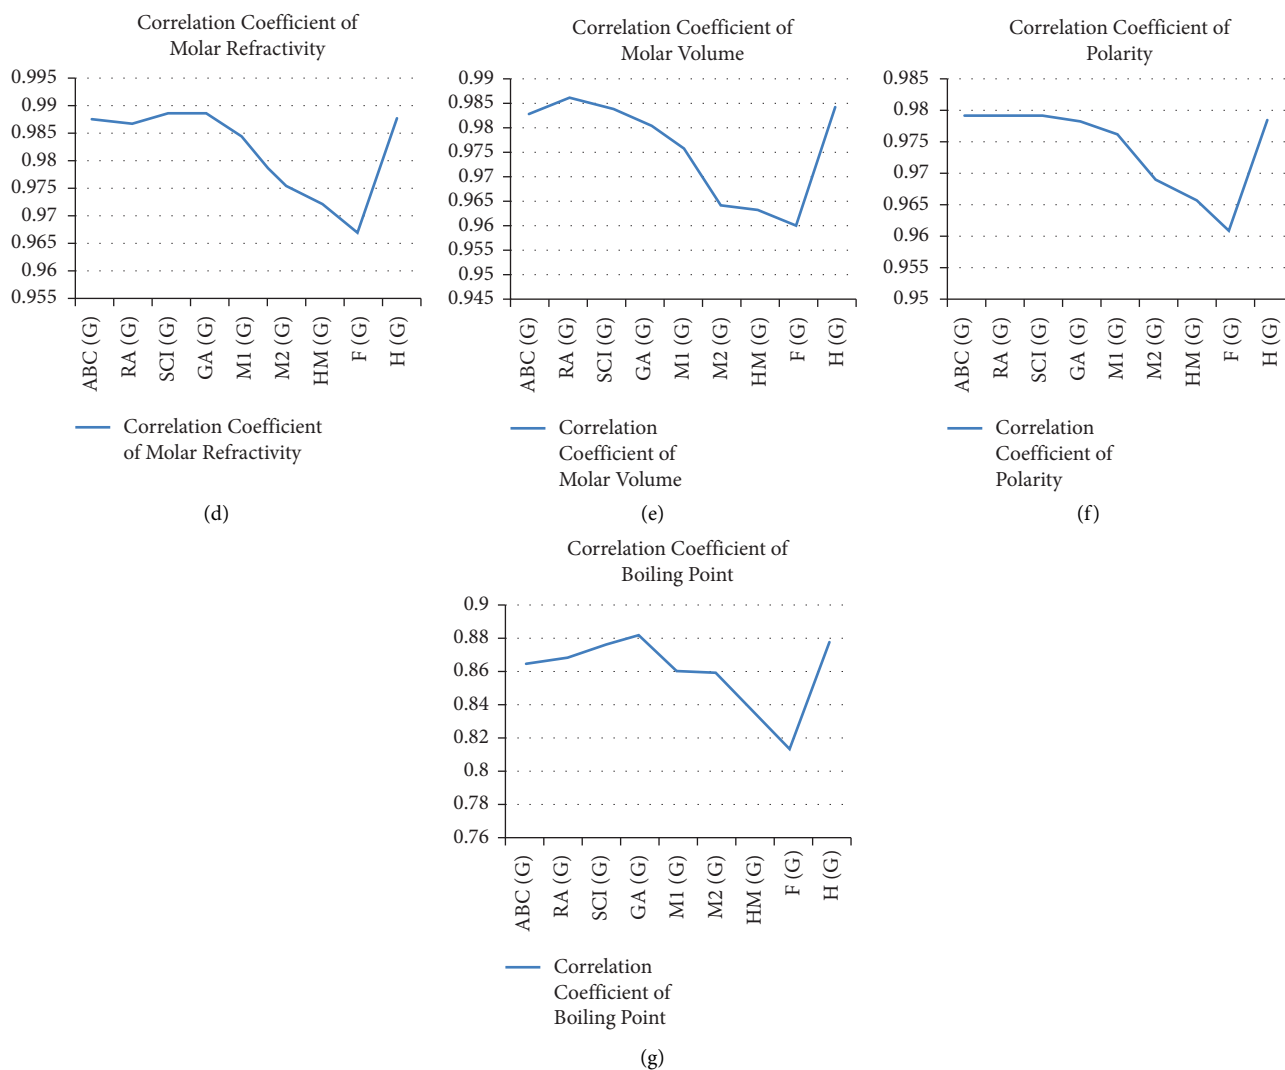 Correlation Coefficient of
Molar Refractivity
0.995
0.99
0.985
0.98
0.975
0.97
0.965
0.96
0.955
ABC (G)
RA (G)
SCI (G)
GA (G)
M1 (G)
M2 (G)
HM (G)
F (G)
H (G)
Correlation Coefficient
of Molar Refractivity
(d)
Correlation Coefficient of
Molar Volume
0.99
0.985
0.98
0.975
0.97
0.965
0.96
0.955
0.95
0.945
ABC (G)
RA (G)
SCI (G)
GA (G)
M1 (G)
M2 (G)
HM (G)
F (G)
H (G)
Correlation
Coefficient of
Molar Volume
(e)
Correlation Coefficient of
Polarity
0.985
0.98
0.975
0.97
0.965
0.96
0.955
0.95
ABC (G)
RA (G)
SCI (G)
GA (G)
M1 (G)
M2 (G)
HM (G)
F (G)
H (G)
Correlation
Coefficient of
Polarity
(f)
Correlation Coefficient of
Boiling Point
0.9
0.88
0.86
0.84
0.82
0.8
0.78
0.76
ABC (G)
RA (G)
SCI (G)
GA (G)
M1 (G)
M2 (G)
HM (G)
F (G)
H (G)
Correlation
Coefficient of
Boiling Point
(g)